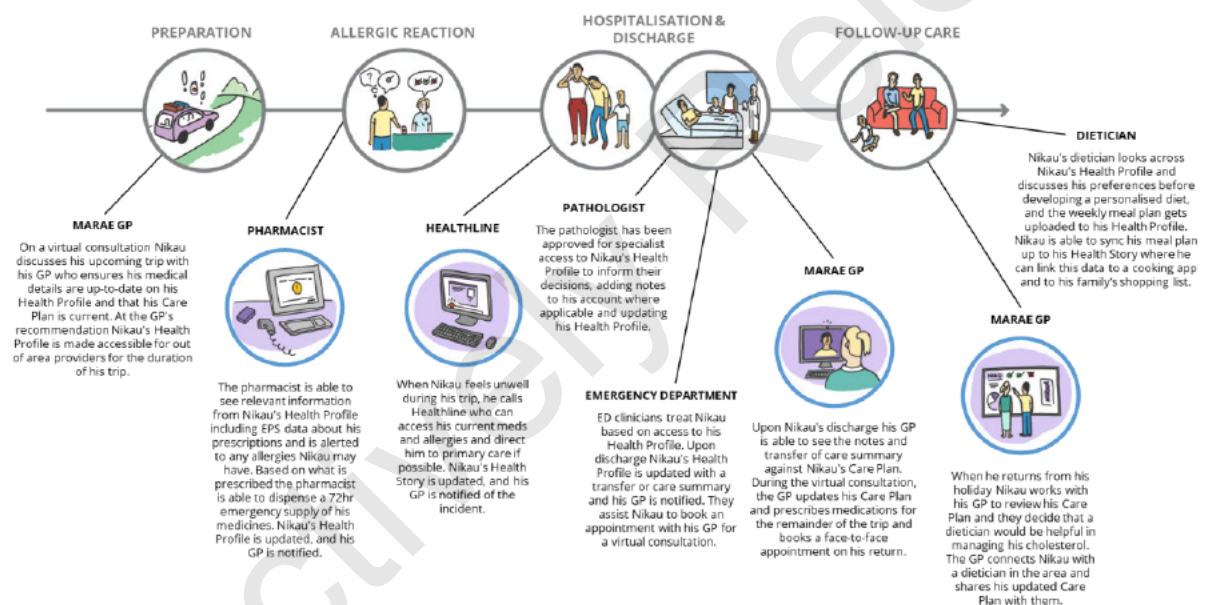 PREPARATION
ALLERGIC REACTION
HOSPITALISATION &
DISCHARGE
FOLLOW-UP CARE
MARAE GP
On a virtual consultation Nikau
discusses his upcoming trip with
his GP who ensures his medical
details are up-to-date on his
Health Profile and that his Care
Plan is current. At the GP's
recommendation Nikau's Health
Profile is made accessible for out
of area providers for the duration
of his trip.
PHARMACIST
The pharmacist is able to
see relevant information
from Nikau's Health Profile
including EPS data about his
prescriptions and is alerted
to any allergies Nikau may
have. Based on what is
prescribed the pharmacist
is able to dispense a 72hr
emergency supply of his
medicines. Nikau's Health
Profile is updated, and his
GP is notified.
HEALTHLINE
When Nikau feels unwell
during his trip, he calls
Healthline who can
access his current meds
and allergies and direct
him to primary care if
possible. Nikau's Health
Story is updated, and his
GP is notified of the
incident.
PATHOLOGIST
The pathologist has been
approved for specialist
access to Nikau's Health
Profile to inform their
decisions, adding notes
to his account where
applicable and updating
his Health Profile.
EMERGENCY DEPARTMENT
ED clinicians treat Nikau
based on access to his
Health Profile. Upon
discharge Nikau's Health
Profile is updated with a
transfer or care summary
and his GP is notified. They
assist Nikau to book an
appointment with his GP for
a virtual consultation.
MARAE GP
Upon Nikau's discharge his GP
is able to see the notes and
transfer of care summary
against Nikau's Care Plan.
During the virtual consultation,
the GP updates his Care Plan
and prescribes medications for
the remainder of the trip and
books a face-to-face
appointment on his return.
MARAE GP
When he returns from his
holiday Nikau works with
his GP to review his Care
Plan and they decide that a
dietician would be helpful in
managing his cholesterol.
The GP connects Nikau with
a dietician in the area and
shares his updated Care
Plan with them.
DIETICIAN
Nikau's dietician looks across
Nikau's Health Profile and
discusses his preferences before
developing a personalised diet,
and the weekly meal plan gets
uploaded to his Health Profile.
Nikau is able to sync his meal plan
up to his Health Story where he
can link this data to a cooking app
and to his family's shopping list.